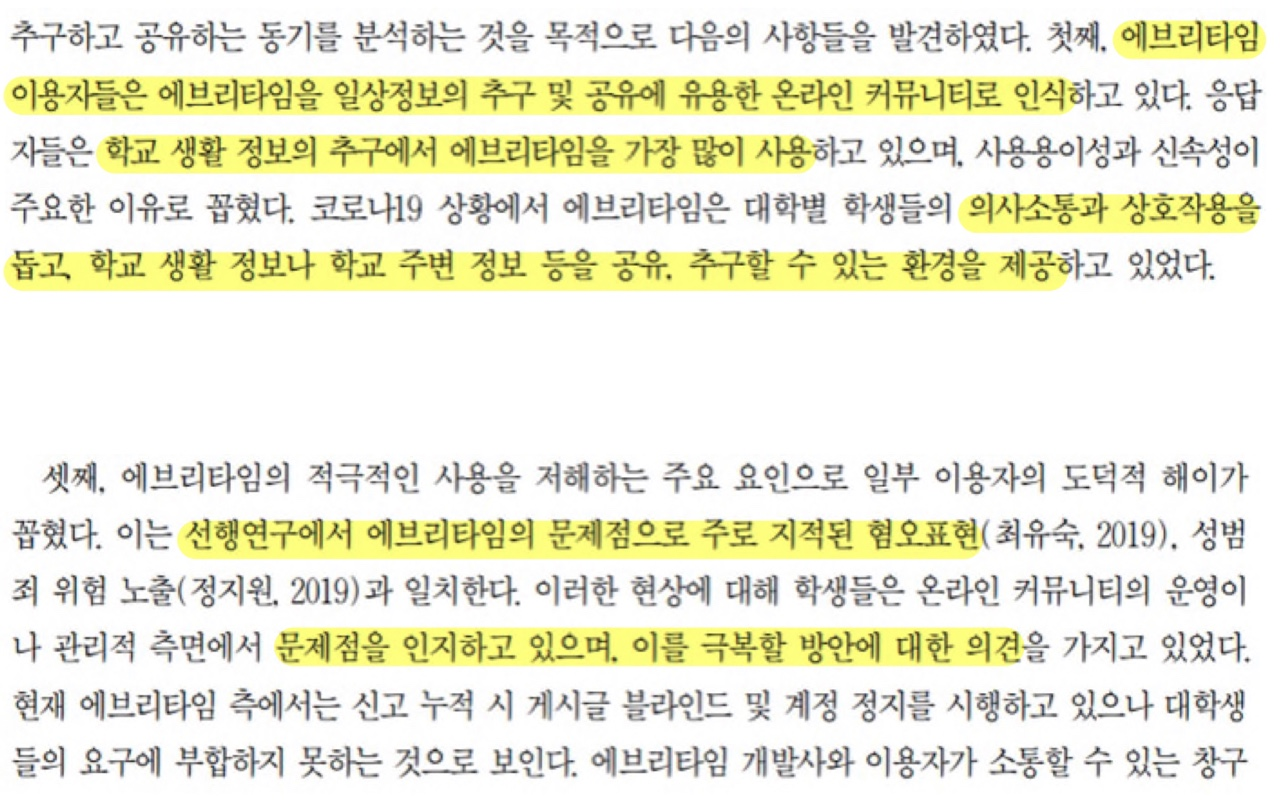 추구하고 공유하는 동기를 분석하는 것을 목적으로 다음의 사항들을 발견하였다. 첫째, 에브리타임
이용자들은 에브리타임을 일상정보의 추구 및 공유에 유용한 온라인 커뮤니티로 인식하고 있다. 응답
자들은 학교 생활 정보의 추구에서 에브리타임을 가장 많이 사용하고 있으며, 사용용이성과 신속성이
주요한 이유로 꼽혔다. 코로나19 상황에서 에브리타임은 대학별 학생들의 의사소통과 상호작용을
돕고, 학교 생활 정보나 학교 주변 정보 등을 공유, 추구할 수 있는 환경을 제공하고 있었다.
셋째, 에브리타임의 적극적인 사용을 저해하는 주요 요인으로 일부 이용자의 도덕적 해이가
꼽혔다. 이는 선행연구에서 에브리타임의 문제점으로 주로 지적된 혐오표현(최유숙, 2019), 성범
죄 위험 노출(정지원, 2019)과 일치한다. 이러한 현상에 대해 학생들은 온라인 커뮤니티의 운영이
나 관리적 측면에서 문제점을 인지하고 있으며, 이를 극복할 방안에 대한 의견을 가지고 있었다.
현재 에브리타임 측에서는 신고 누적 시 게시글 블라인드 및 계정 정지를 시행하고 있으나 대학생
들의 요구에 부합하지 못하는 것으로 보인다. 에브리타임 개발사와 이용자가 소통할 수 있는 창구